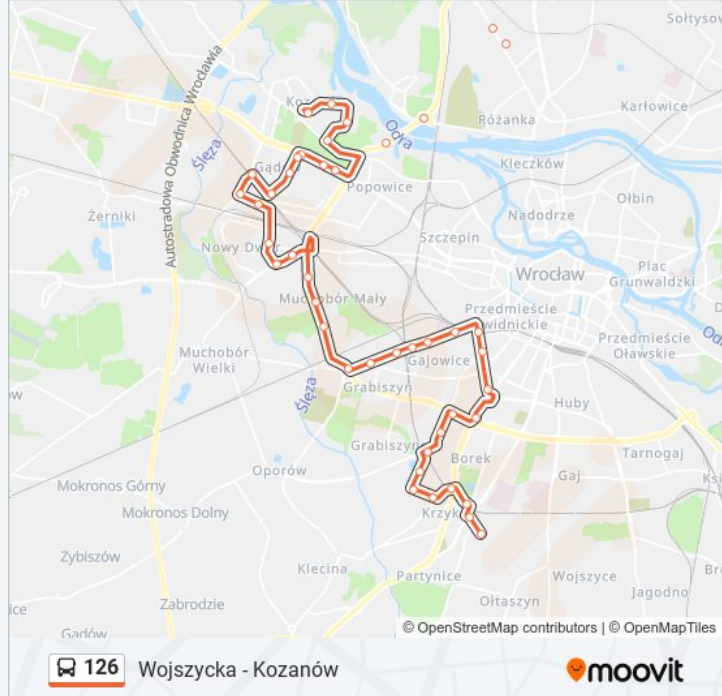 Sołtysow
Autostradowa Obwodnica Wrocławia
Różanka
Karłowice
Odra
Ślęza
Kleczków
Popowice
Ołbin
Nadodrze
Żerniki
Szczepin
Nowy Dwór
Plac
Grunwaldzki
Wrocław
Muchobór Mały
Przedmieście
Świdnickie
Przedmieście
Oławskie
Muchobór
Wielki
Gajowice
Ślęza
Grabiszyn
Huby
Grabiszyn
Borek
Tarnogaj
Gaj
Oporów
Mokronos Górny
Mokronos Dolny
Krzyk
Zybiszów
Klecina
Partynice
Wojszyce
Jagodno
Zabrodzie
Ołtaszyn
Gadów
© OpenStreetMap contributors | © OpenMapTiles
126 Wojszycka - Kozanów
moovit